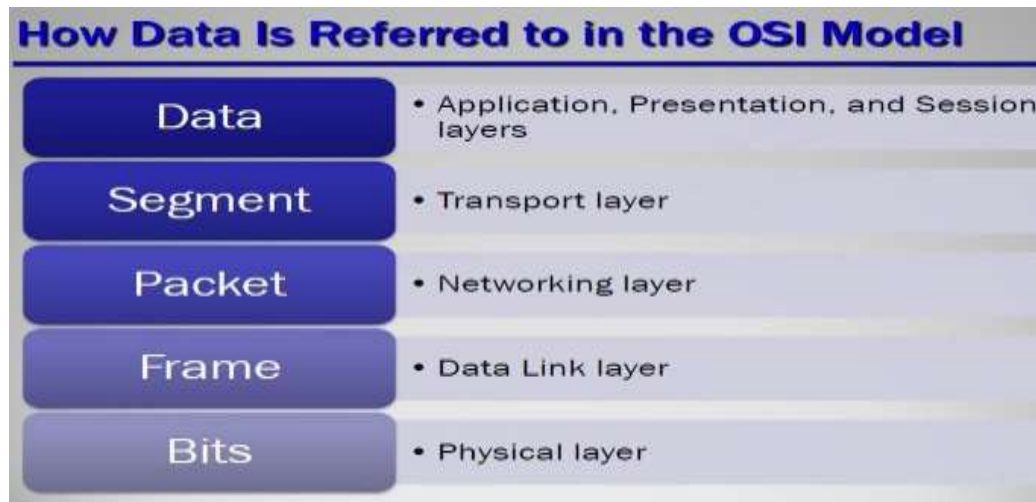 How Data Is Referred to in the OSI Model
Data
• Application, Presentation, and Session
layers
Segment
• Transport layer
Packet
• Networking layer
Frame
• Data Link layer
Bits
• Physical layer